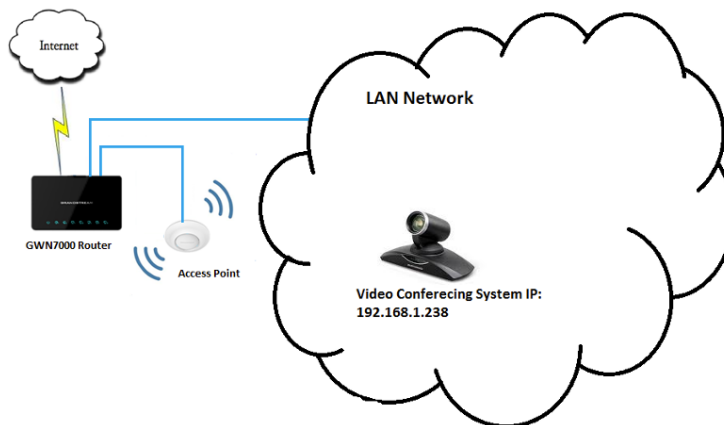 Internet
LAN Network
GWN7000 Router
Access Point
Video Conferecing System IP:
192.168.1.238